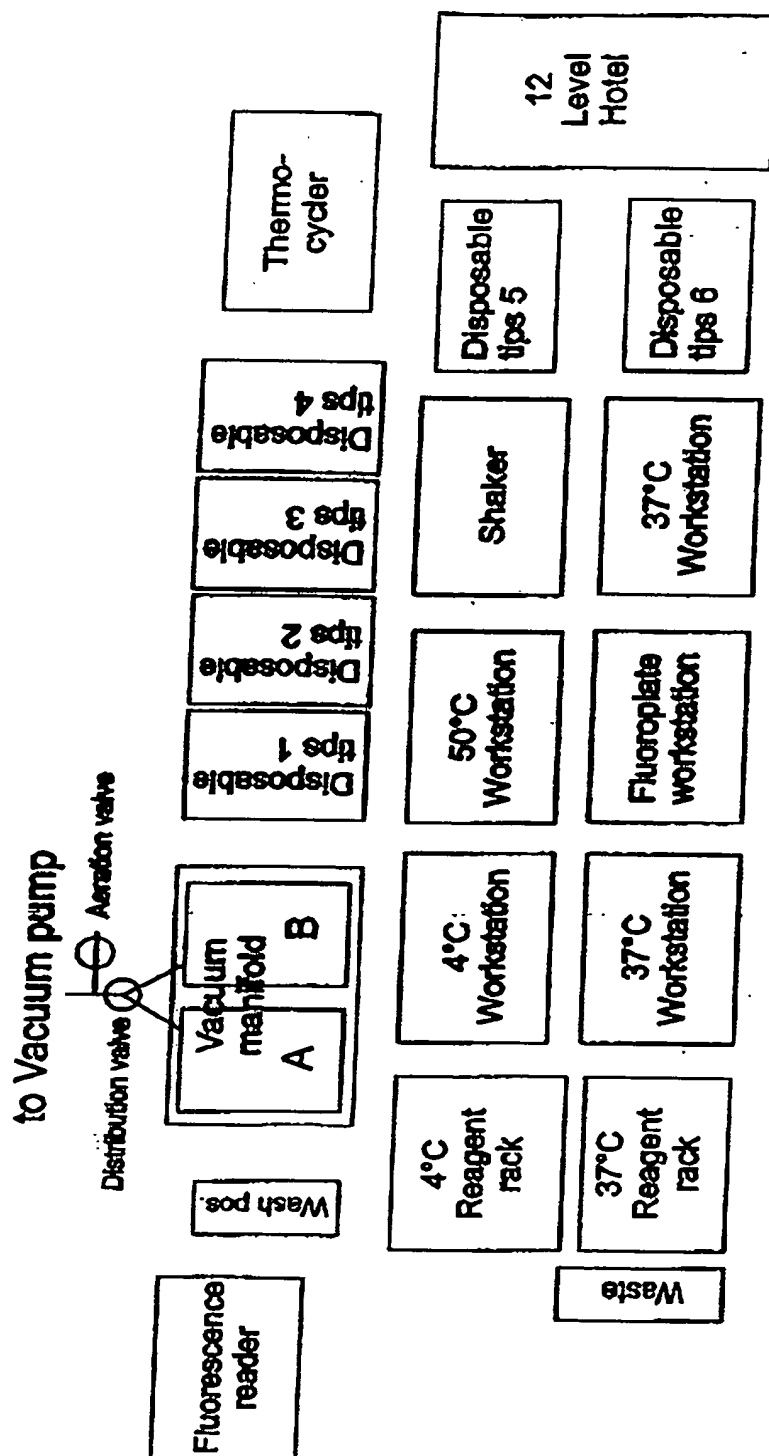 to Vacuum pump
Aeration valve
Distribution valve
Fluorescence
reader
Wash pos.
Vacuum
manifold
A
B
Disposable
tips 1
Disposable
tips 2
Disposable
tips 3
Disposable
tips 4
Thermo-
cycler
4°C
Reagent
rack
4°C
Workstation
50°C
Workstation
Shaker
Disposable
tips 5
12
Level
Hotel
Waste
37°C
Reagent
rack
37°C
Workstation
Fluoroplate
workstation
37°C
Workstation
Disposable
tips 6